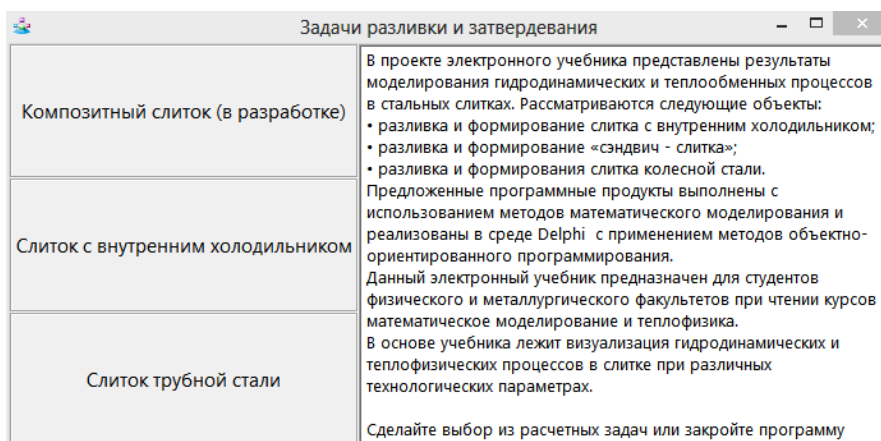 Задачи разливки и затвердевания
Композитный слиток (в разработке)
Слиток с внутренним холодильником
Слиток трубной стали
В проекте электронного учебника представлены результаты
моделирования гидродинамических и теплообменных процессов
в стальных слитках. Рассматриваются следующие объекты:
• разливка и формирование слитка с внутренним холодильником;
• разливка и формирование «сэндвич - слитка»;
• разливка и формирование слитка колесной стали.
Предложенные программные продукты выполнены с
использованием методов математического моделирования и
реализованы в среде Delphi  с применением методов объектно-
ориентированного программирования.
Данный электронный учебник предназначен для студентов
физического и металлургического факультетов при чтении курсов
математическое моделирование и теплофизика.
В основе учебника лежит визуализация гидродинамических и
теплофизических процессов в слитке при различных
технологических параметрах.
Сделайте выбор из расчетных задач или закройте программу